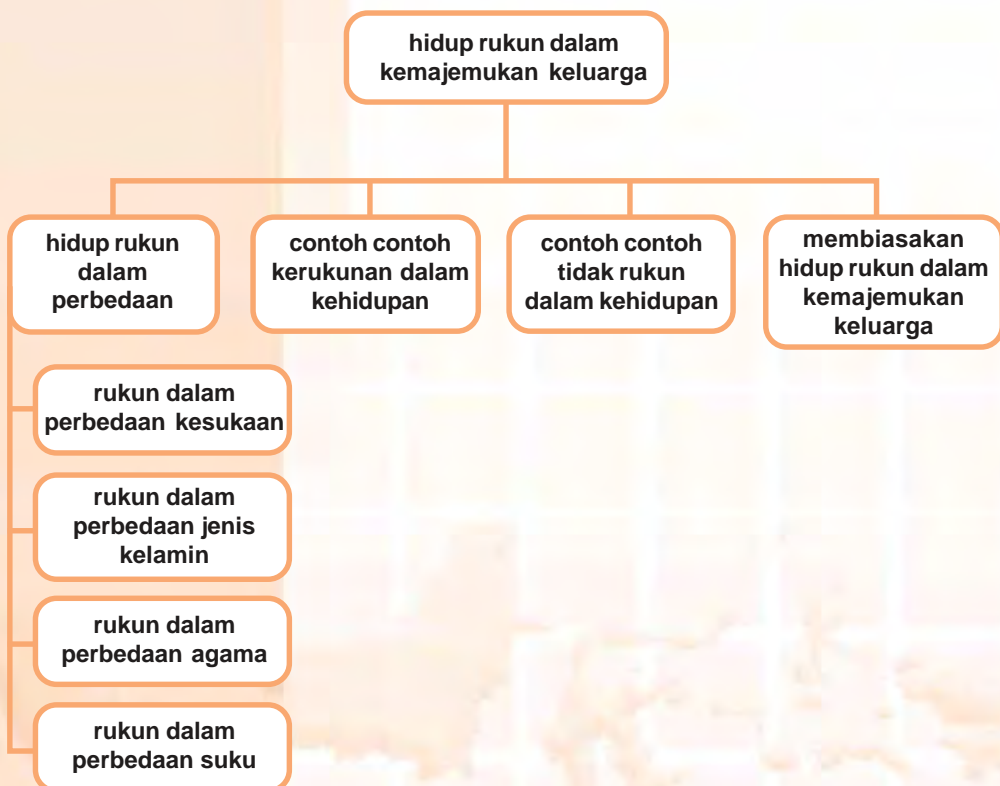 hidup rukun dalam
kemajemukan keluarga
hidup rukun
dalam
perbedaan
contoh contoh
kerukunan dalam
kehidupan
contoh contoh
tidak rukun
dalam kehidupan
membiasakan
hidup rukun dalam
kemajemukan
keluarga
rukun dalam
perbedaan kesukaan
rukun dalam
perbedaan jenis
kelamin
rukun dalam
perbedaan agama
rukun dalam
perbedaan suku